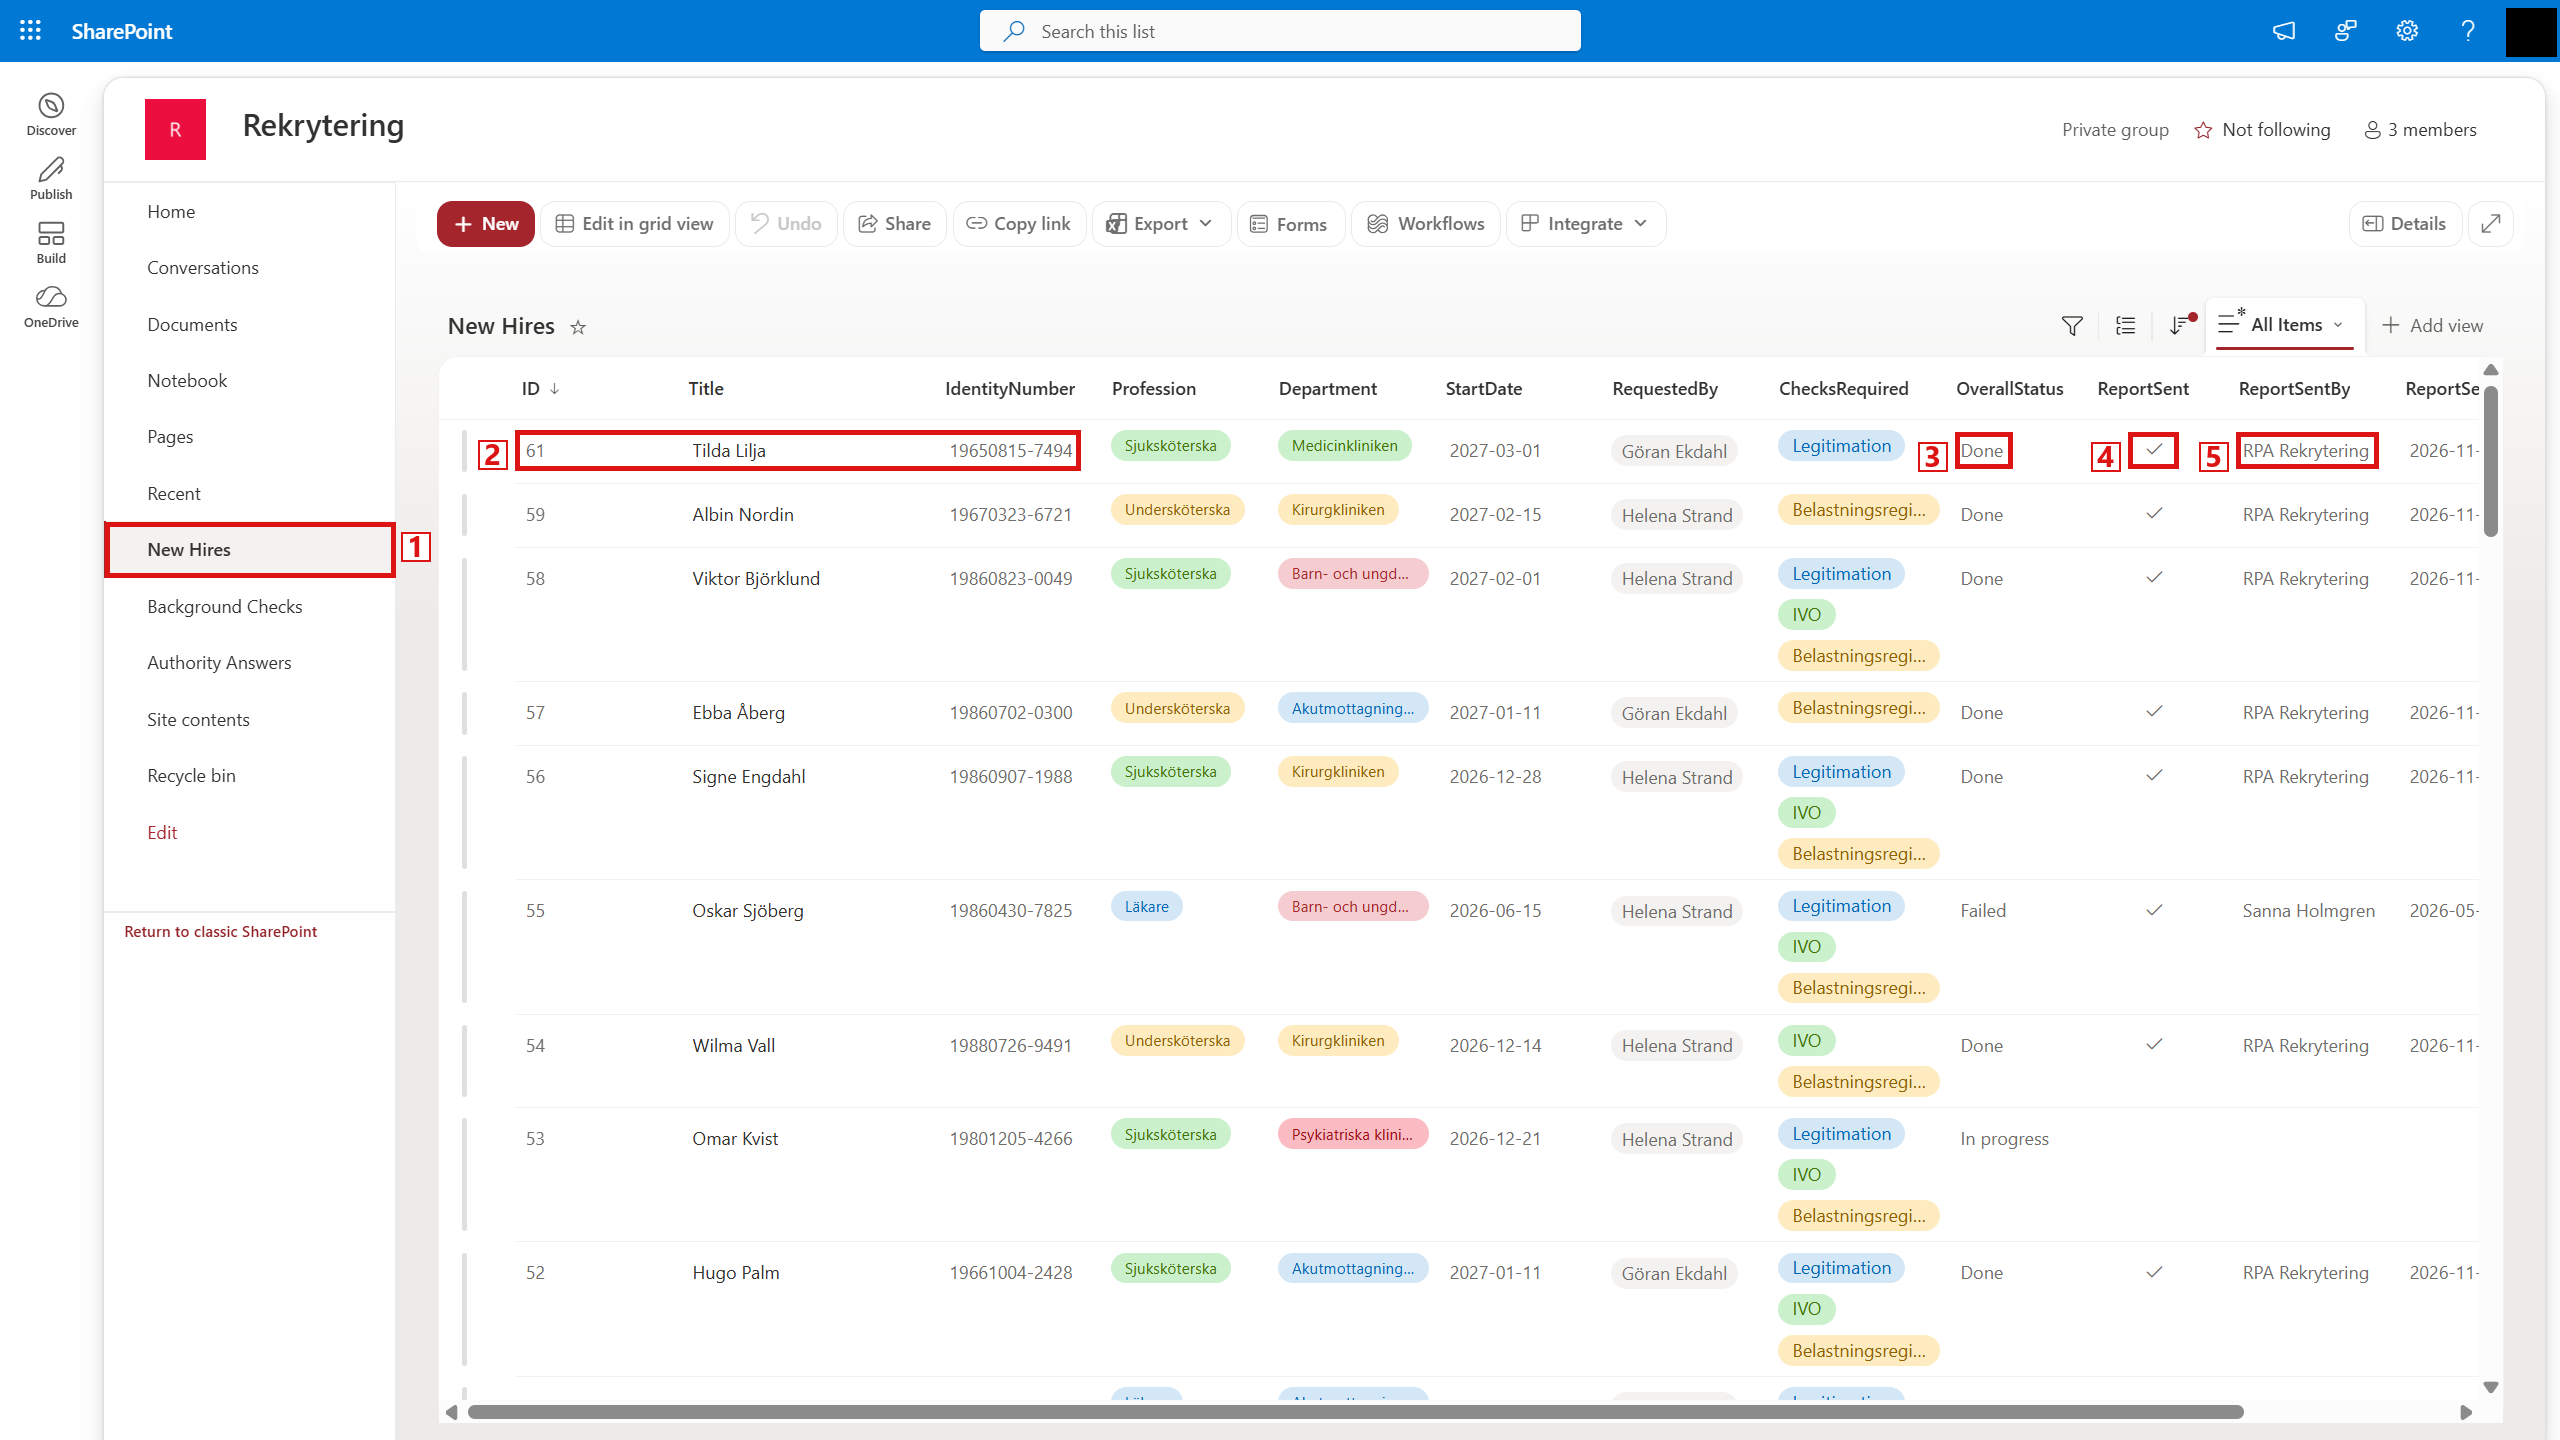 SharePoint
Search this list
Discover
Publish
Build
OneDrive
R
Rekrytering
Private group
Not following
3 members
Home
Conversations
Documents
Notebook
Pages
Recent
New Hires
1
Background Checks
Authority Answers
Site contents
Recycle bin
Edit
Return to classic SharePoint
New
Edit in grid view
Undo
Share
Copy link
Export
Forms
Workflows
Integrate
Details
New Hires
All Items
Add view
ID Title IdentityNumber Profession Department StartDate RequestedBy ChecksRequired OverallStatus ReportSent ReportSentBy ReportSe
2 61 Tilda Lilja 19650815-7494 Sjuksköterska Medicinkliniken 2027-03-01 Göran Ekdahl Legitimation 3 Done 4 5 RPA Rekrytering 2026-11-
59 Albin Nordin 19670323-6721 Undersköterska Kirurgkliniken 2027-02-15 Helena Strand Belastningsregi... Done RPA Rekrytering 2026-11-
58 Viktor Björklund 19860823-0049 Sjuksköterska Barn- och ungd... 2027-02-01 Helena Strand Legitimation Done RPA Rekrytering 2026-11-
IVO
Belastningsregi...
57 Ebba Åberg 19860702-0300 Undersköterska Akutmottagning... 2027-01-11 Göran Ekdahl Belastningsregi... Done RPA Rekrytering 2026-11-
56 Signe Engdahl 19860907-1988 Sjuksköterska Kirurgkliniken 2026-12-28 Helena Strand Legitimation Done RPA Rekrytering 2026-11-
IVO
Belastningsregi...
55 Oskar Sjöberg 19860430-7825 Läkare Barn- och ungd... 2026-06-15 Helena Strand Legitimation Failed Sanna Holmgren 2026-05-
IVO
Belastningsregi...
54 Wilma Vall 19880726-9491 Undersköterska Kirurgkliniken 2026-12-14 Helena Strand IVO Done RPA Rekrytering 2026-11-
Belastningsregi...
53 Omar Kvist 19801205-4266 Sjuksköterska Psykiatriska klini... 2026-12-21 Helena Strand Legitimation In progress
IVO
Belastningsregi...
52 Hugo Palm 19661004-2428 Sjuksköterska Akutmottagning... 2027-01-11 Göran Ekdahl Legitimation Done RPA Rekrytering 2026-11-
IVO
Belastningsregi...